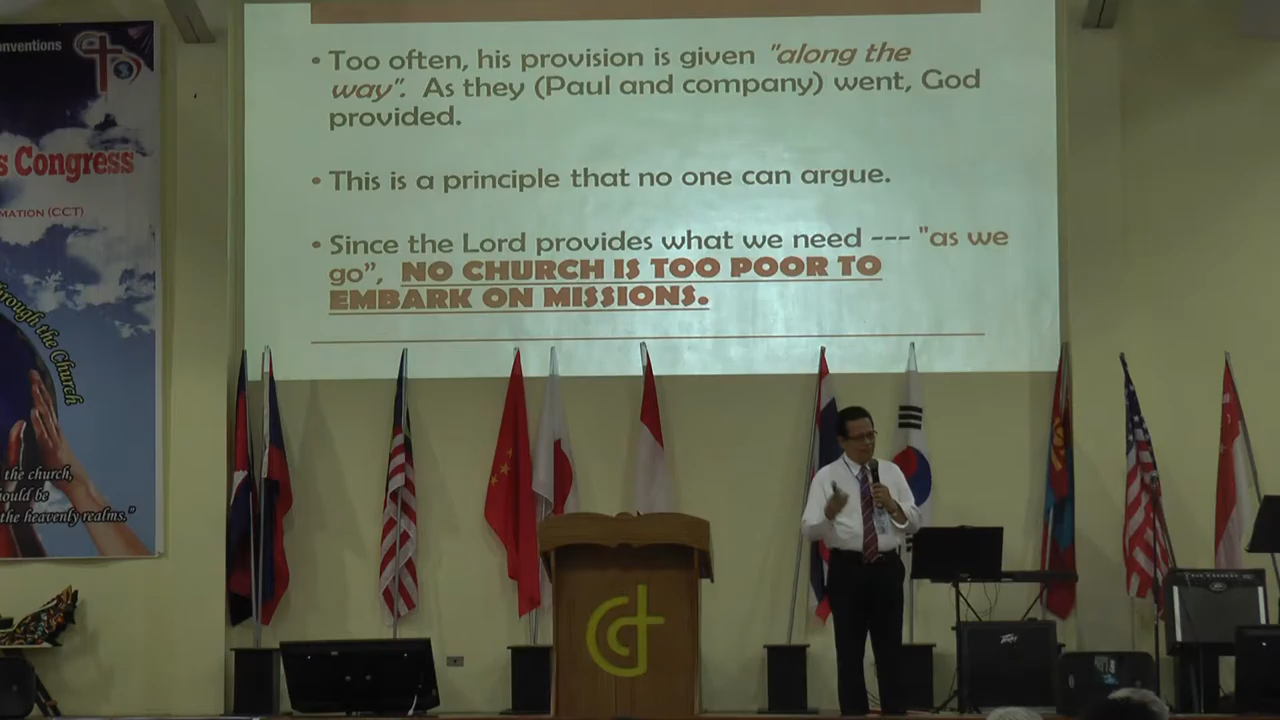 • Too often, his provision is given "along the
way". As they (Paul and company) went, God
provided.
• This is a principle that no one can argue.
• Since the Lord provides what we need --- "as we
go", NO CHURCH IS TOO POOR TO
EMBARK ON MISSIONS.
onventions
s Congress
MATION (CCT)
rough the Church
the church,
ould be
the heavenly realms."
PEAVEY